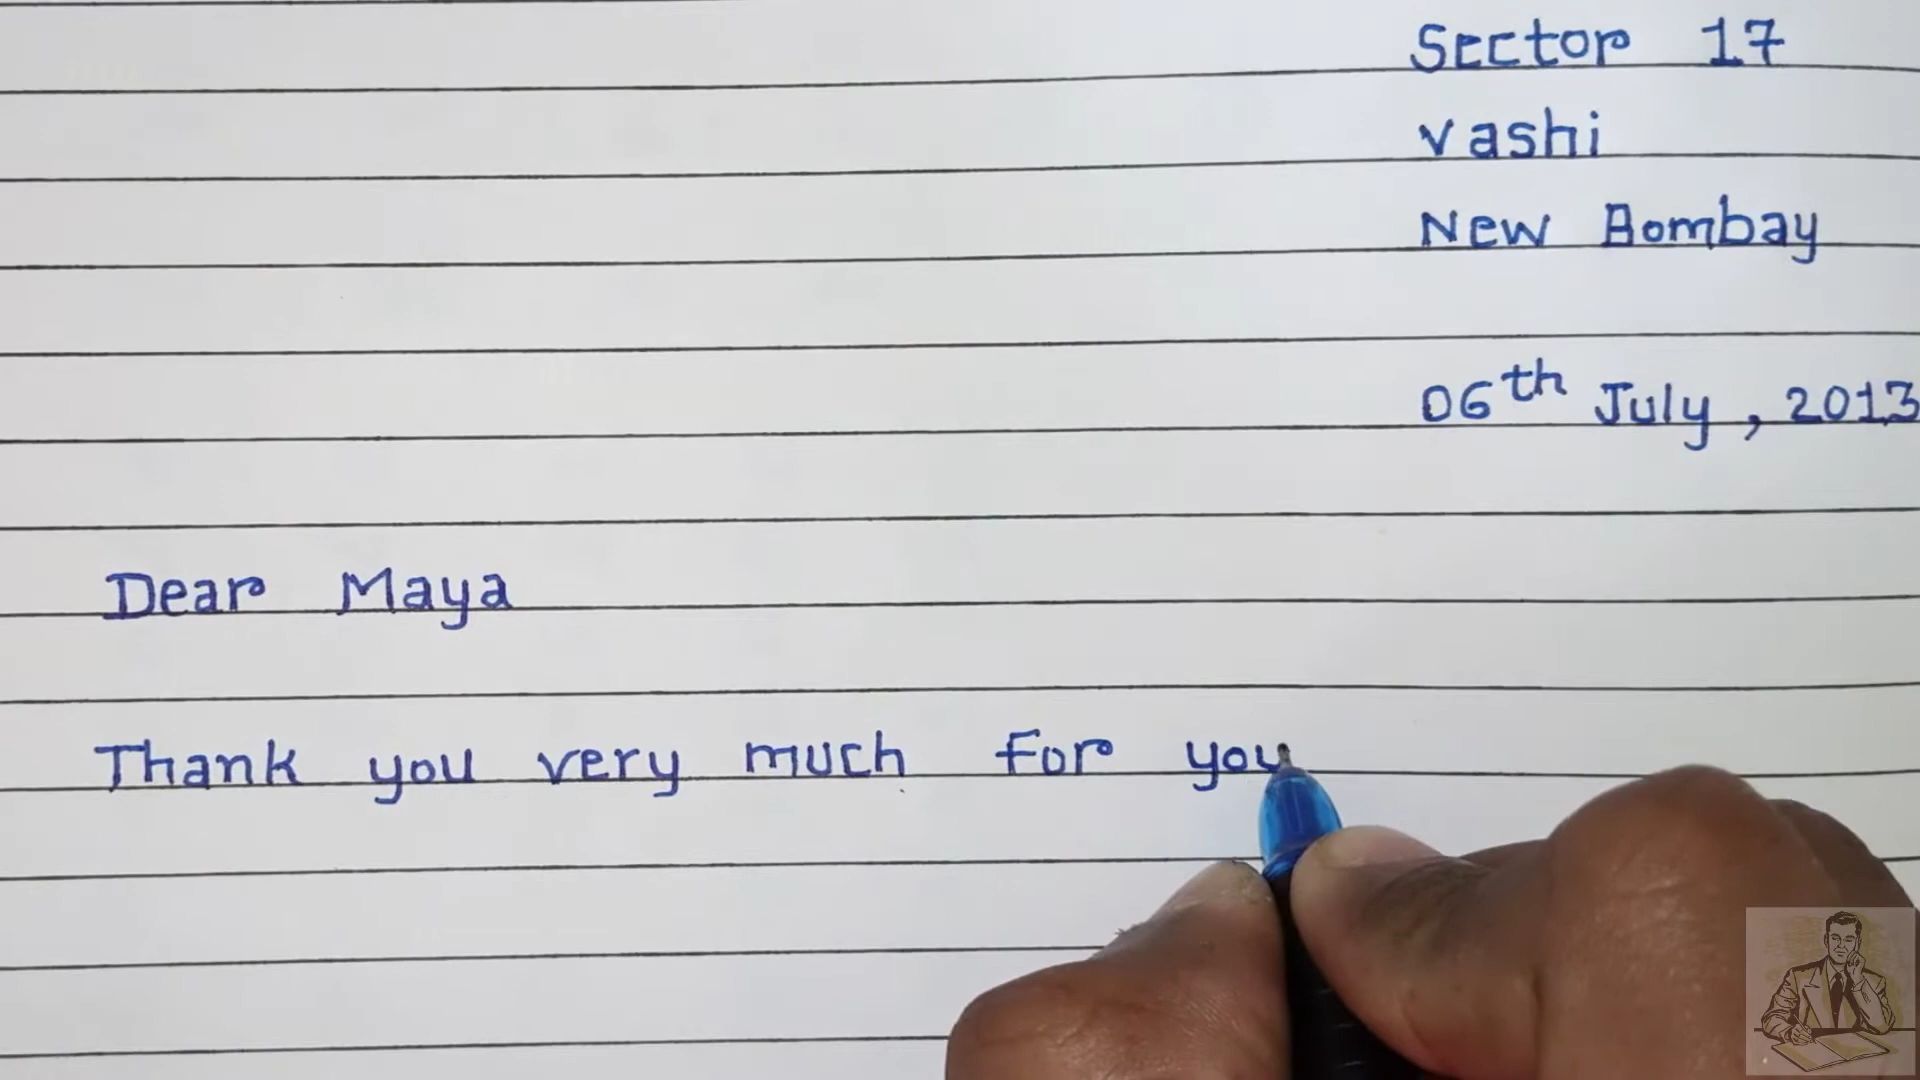 Sector 17
Vashi
New Bombay
06th July, 2013
Dear Maya
Thank you very much for you